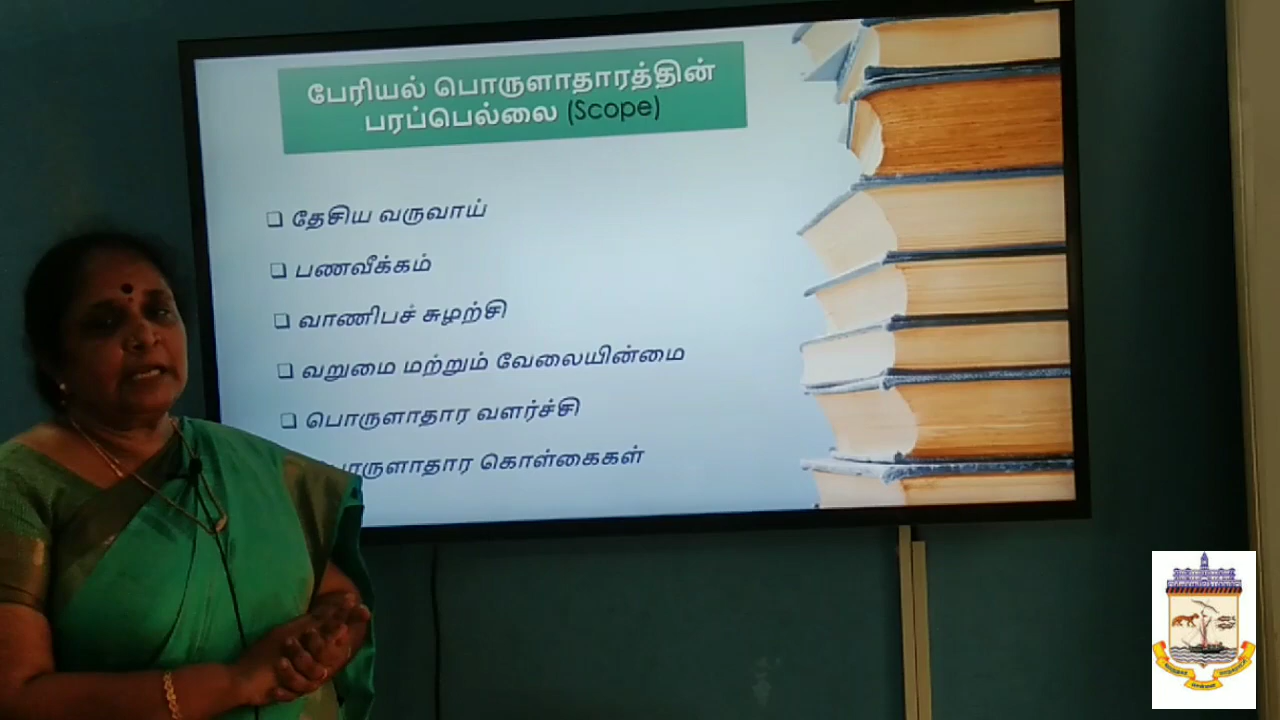 பேரியல் பொருளாதாரத்தின்
பரப்பெல்லை (Scope)
தேசிய வருவாய்
பணவீக்கம்
வாணிபச் சுழற்சி
வறுமை மற்றும் வேலையின்மை
பொருளாதார வளர்ச்சி
கொள்கைகள்